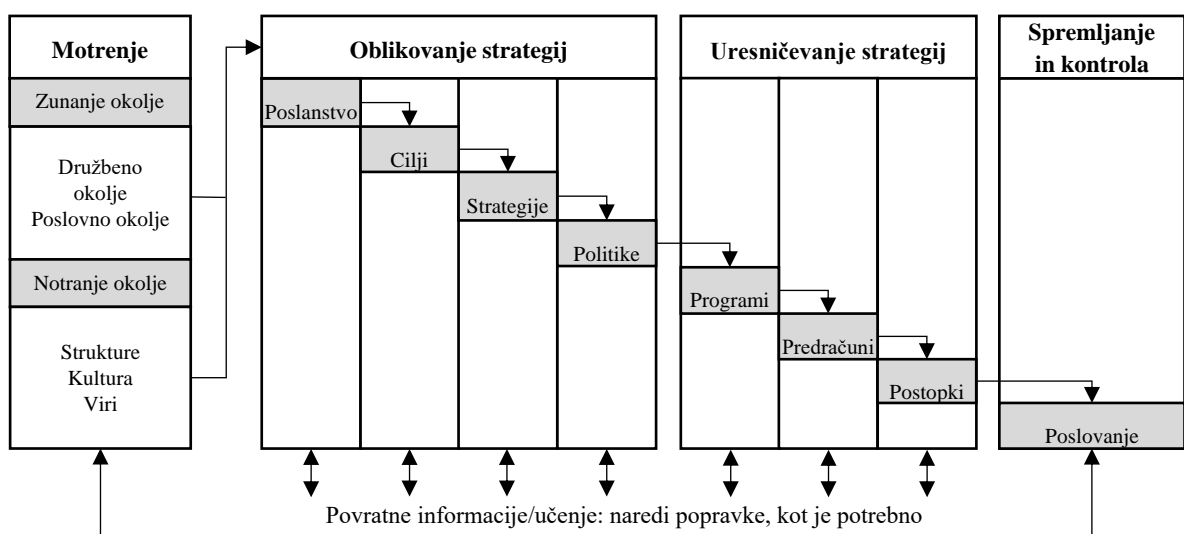 Motrenje
Zunanje okolje
Družbeno
okolje
Poslovno okolje
Notranje okolje
Strukture
Kultura
Viri
Oblikovanje strategij
Poslanstvo
Cilji
Strategije
Politike
Uresničevanje strategij
Programi
Predračuni
Postopki
Spremljanje
in kontrola
Poslovanje
Povratne informacije/učenje: naredi popravke, kot je potrebno